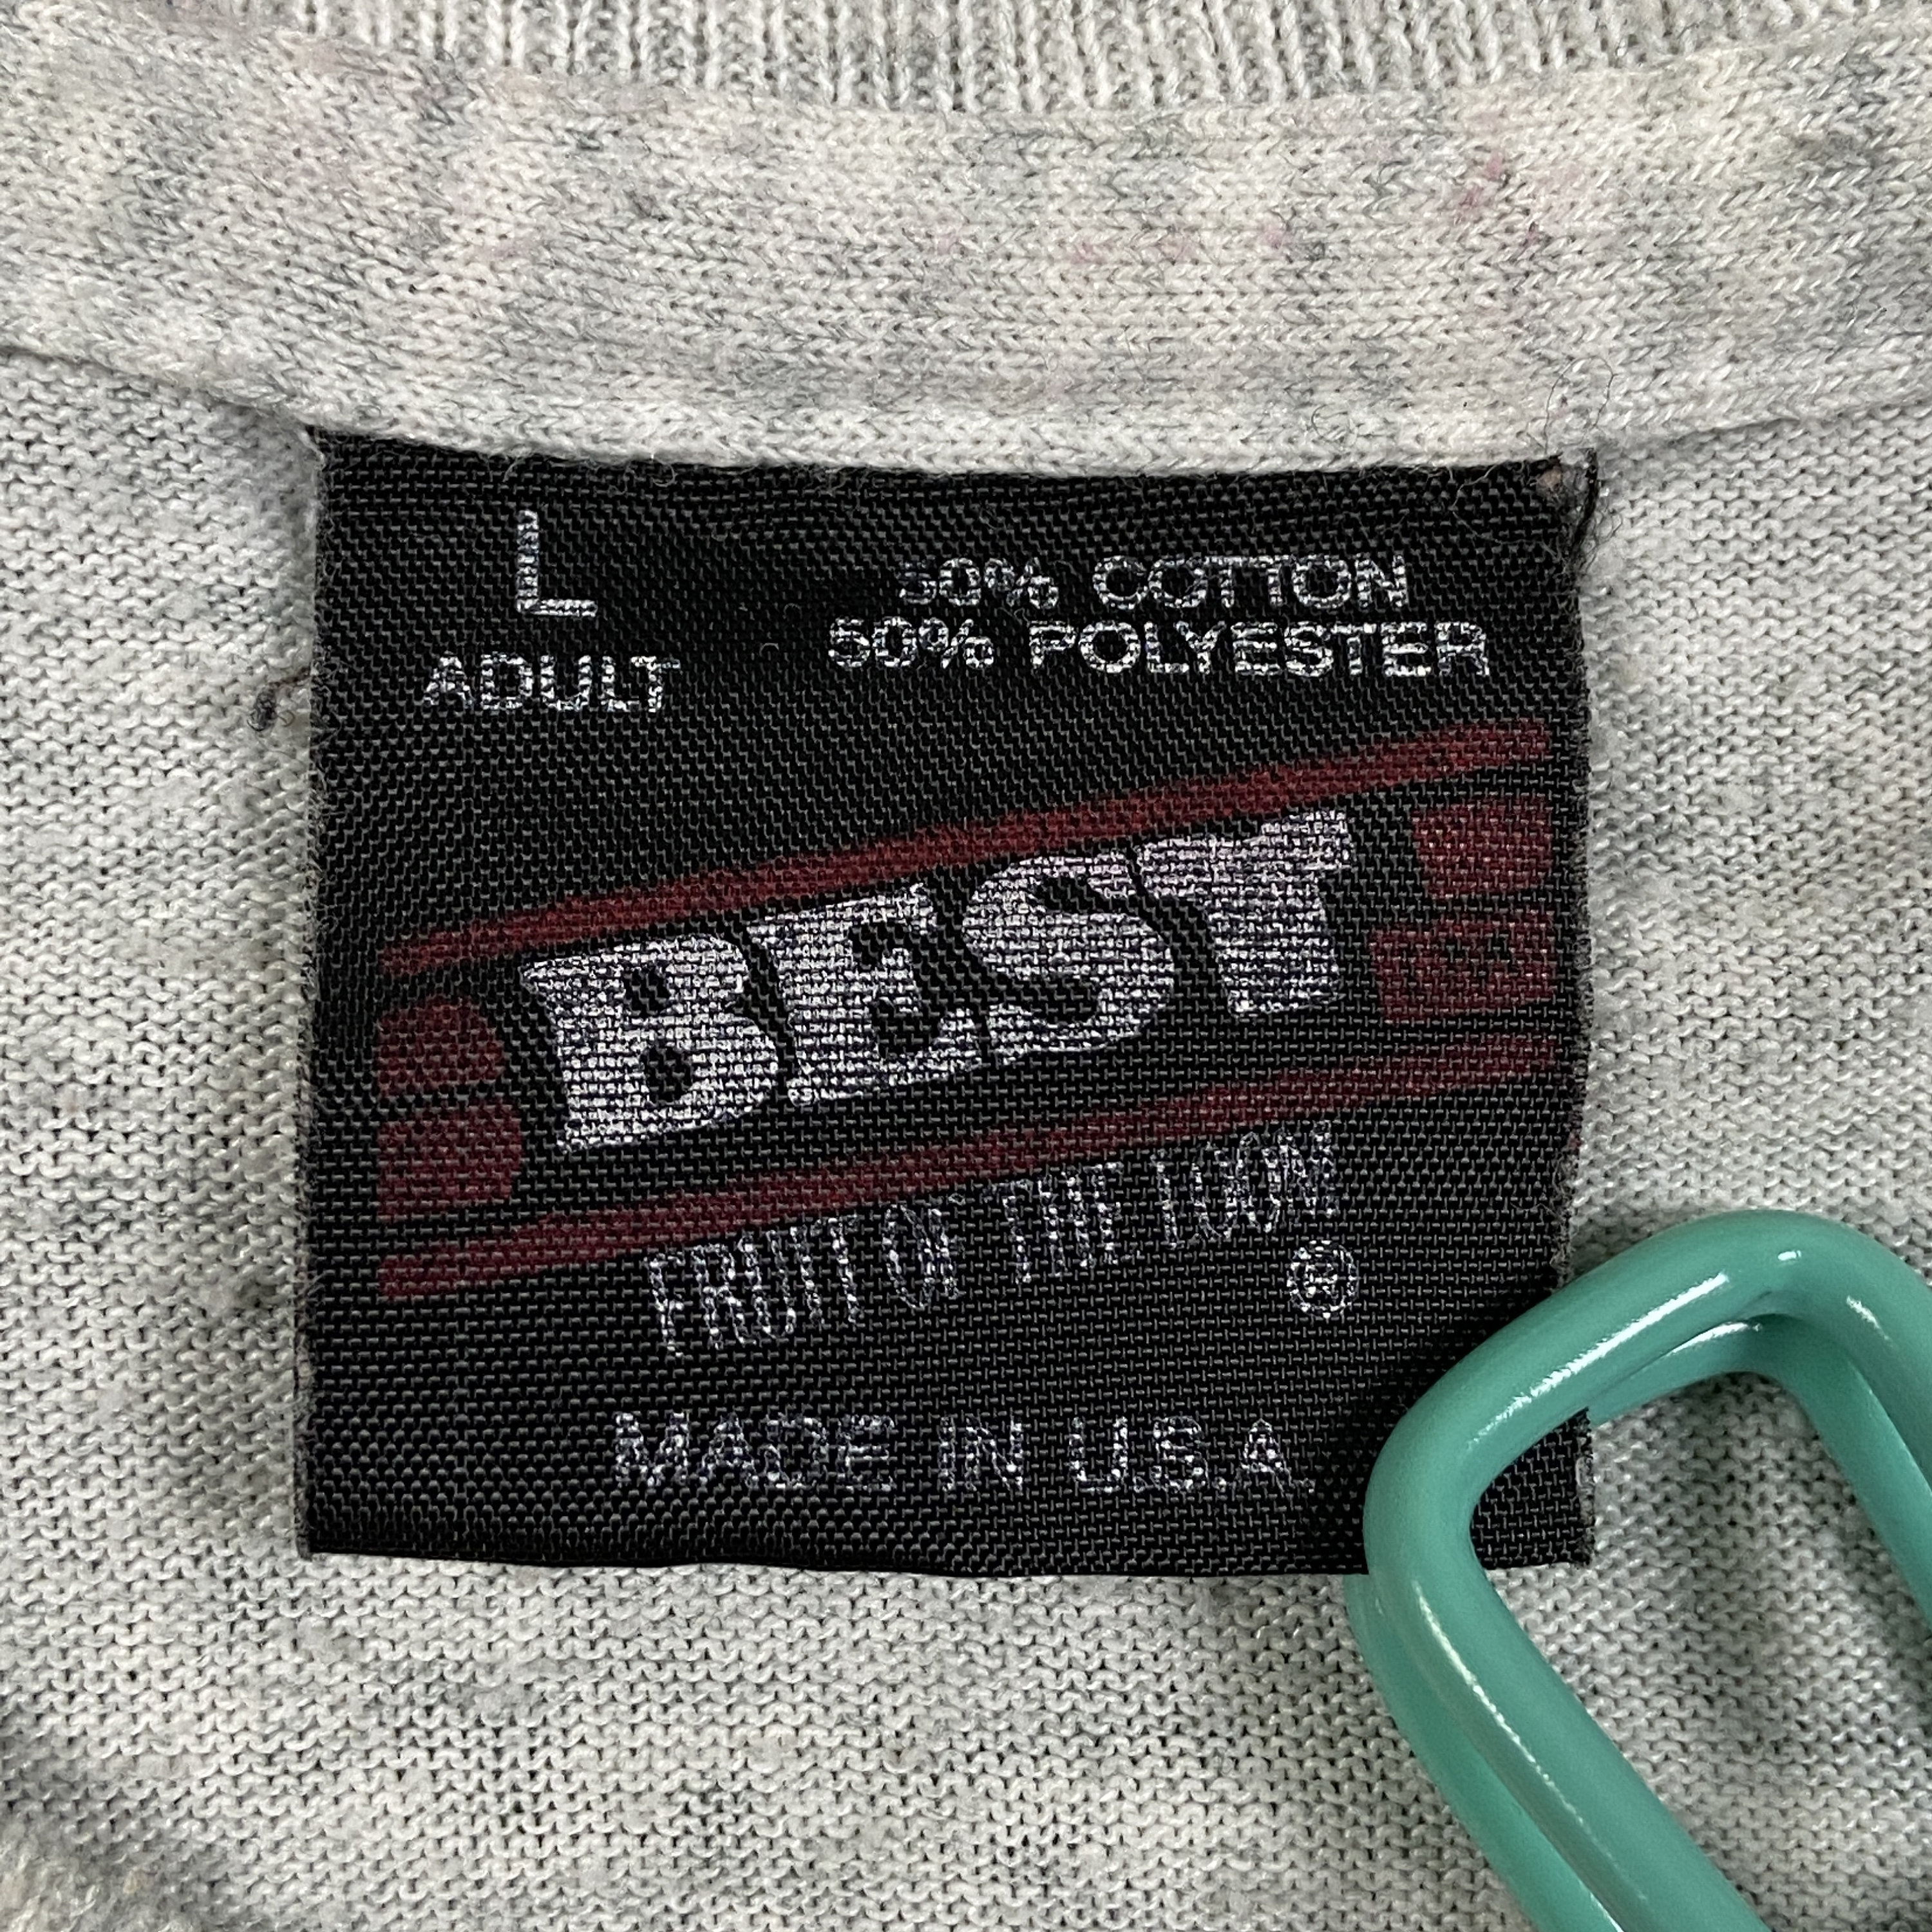 L
ADULT
50% COTTON
50% POLYESTER
BEST
FRUIT OF THE LOOM
®
MADE IN U.S.A.